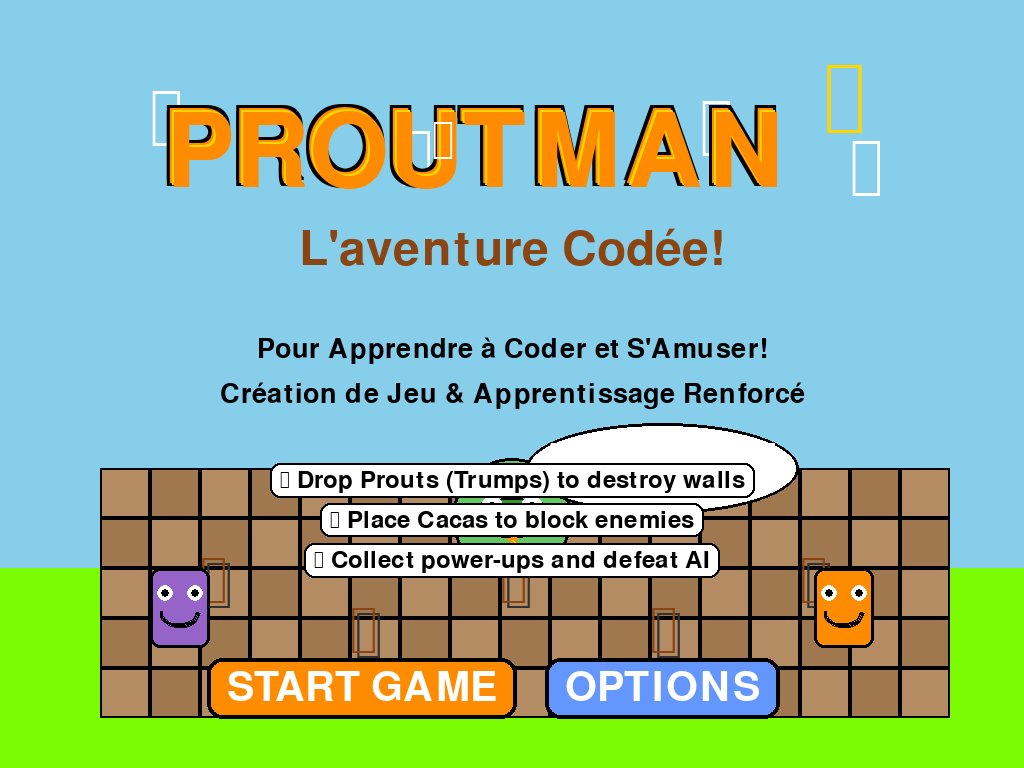 PROUTMAN
L'aventure Codée!
Pour Apprendre à Coder et S'Amuser!
Création de Jeu & Apprentissage Renforcé
Drop Prouts (Trumps) to destroy walls
Place Cacas to block enemies
Collect power-ups and defeat AI
START GAME
OPTIONS